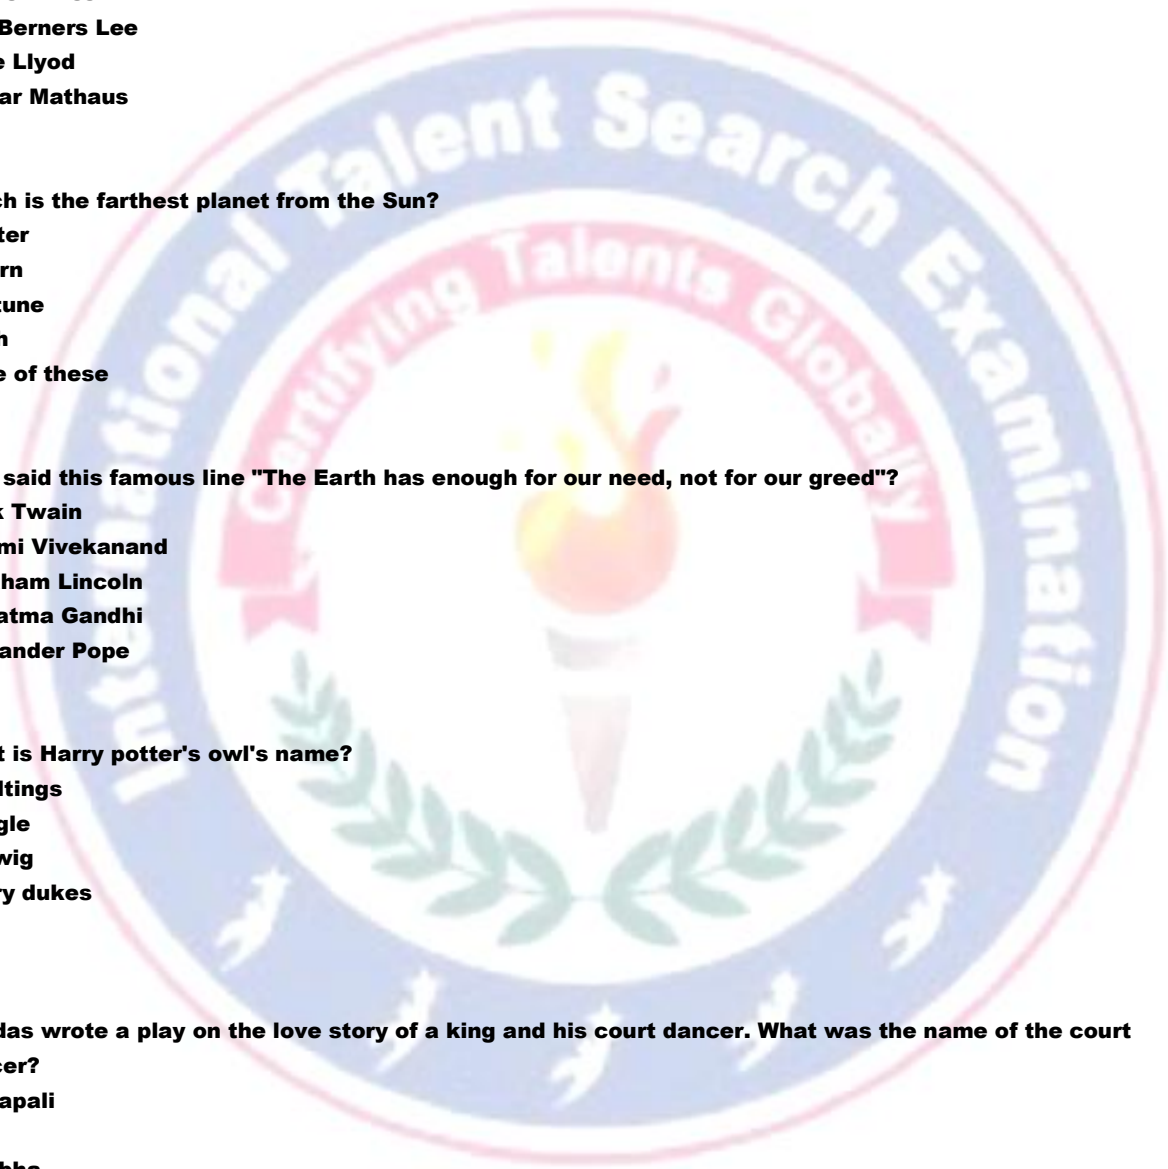 Berners Lee
e Llyod
ar Mathaus
ch is the farthest planet from the Sun?
ter
rn
tune
h
e of these
said this famous line "The Earth has enough for our need, not for our greed"?
k Twain
mi Vivekanand
ham Lincoln
atma Gandhi
ander Pope
t is Harry potter's owl's name?
ltings
gle
wig
ry dukes
das wrote a play on the love story of a king and his court dancer. What was the name of the court
cer?
apali
International Talent Search Examination
Certifying Talents Globally